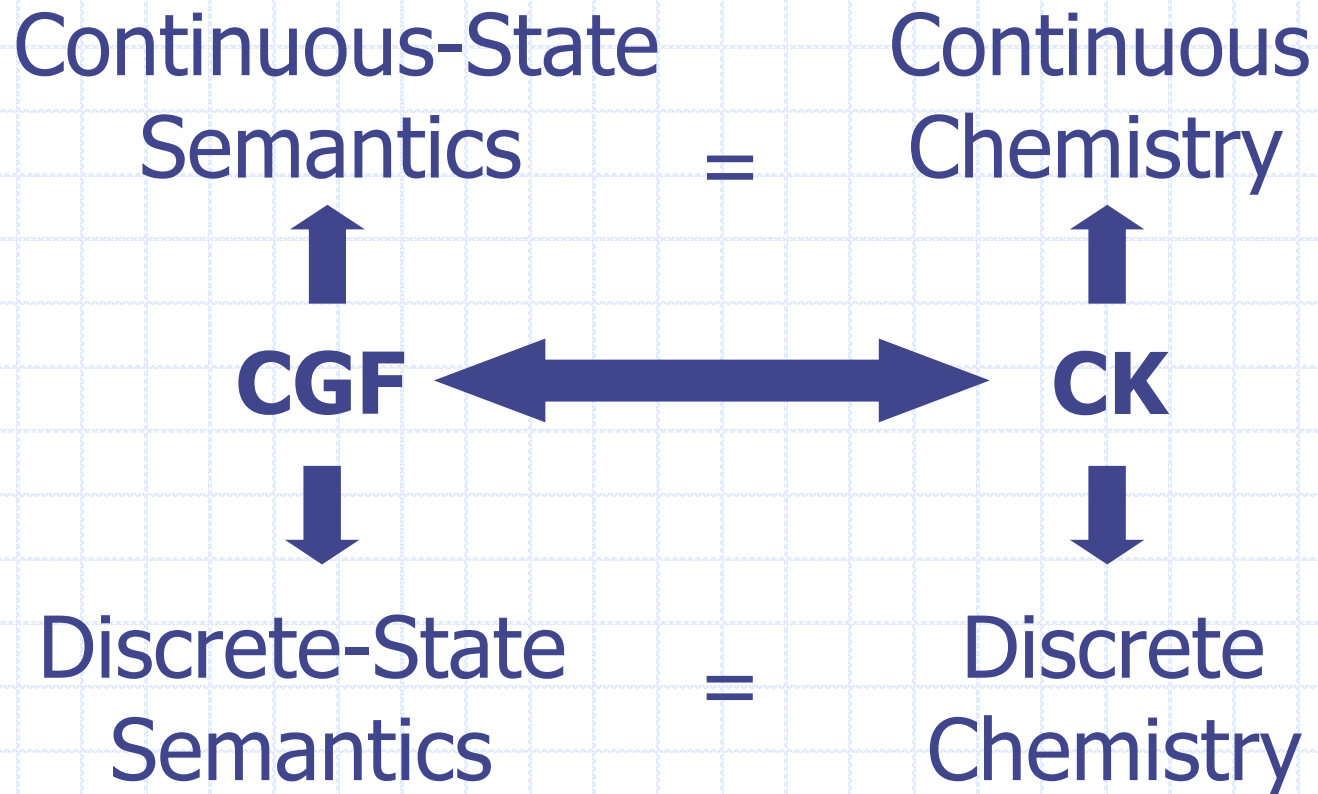 Continuous-State
Semantics
=
Continuous
Chemistry
CGF
CK
Discrete-State
Semantics
=
Discrete
Chemistry